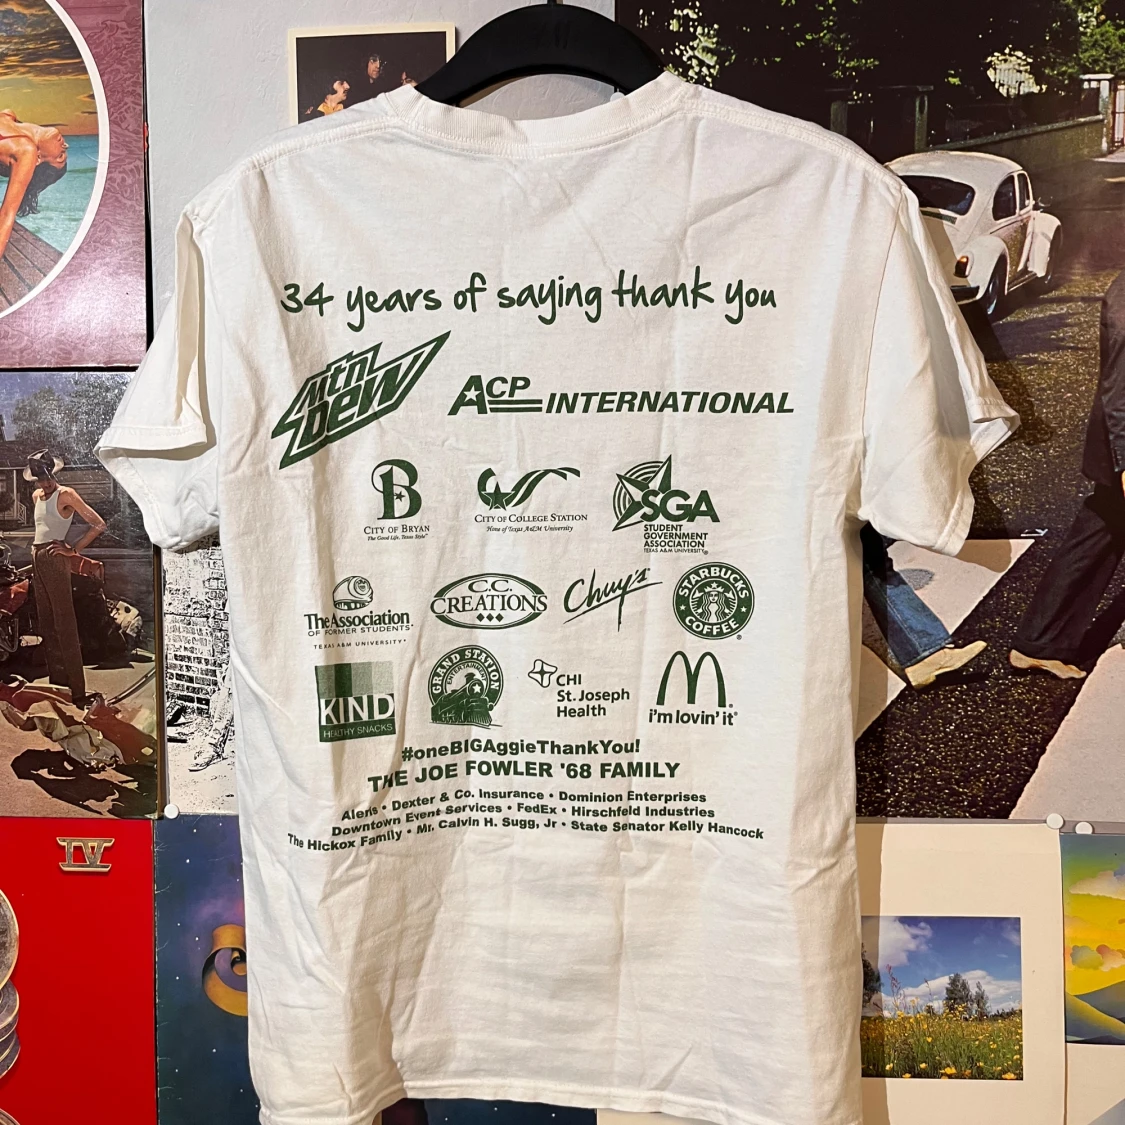 34 years of saying thank you
Mtn Dew
ACP INTERNATIONAL
B
CITY OF BRYAN
The Good Life, Texas Style™
CITY OF COLLEGE STATION
Home of Texas A&M University
SGA
STUDENT
GOVERNMENT
ASSOCIATION
TEXAS A&M UNIVERSITY®
The Association
OF FORMER STUDENTS®
TEXAS A&M UNIVERSITY
C.C.
CREATIONS
Chuy's
STARBUCKS
COFFEE
KIND
HEALTHY SNACKS
GRAND STATION
ENTERTAINMENT
CHI
St. Joseph
Health
M
i'm lovin' it®
#oneBIGAggieThankYou!
THE JOE FOWLER '68 FAMILY
Aleris • Dexter & Co. Insurance • Dominion Enterprises
Downtown Event Services • FedEx • Hirschfeld Industries
The Hickox Family • Mr. Calvin H. Sugg, Jr • State Senator Kelly Hancock
IV